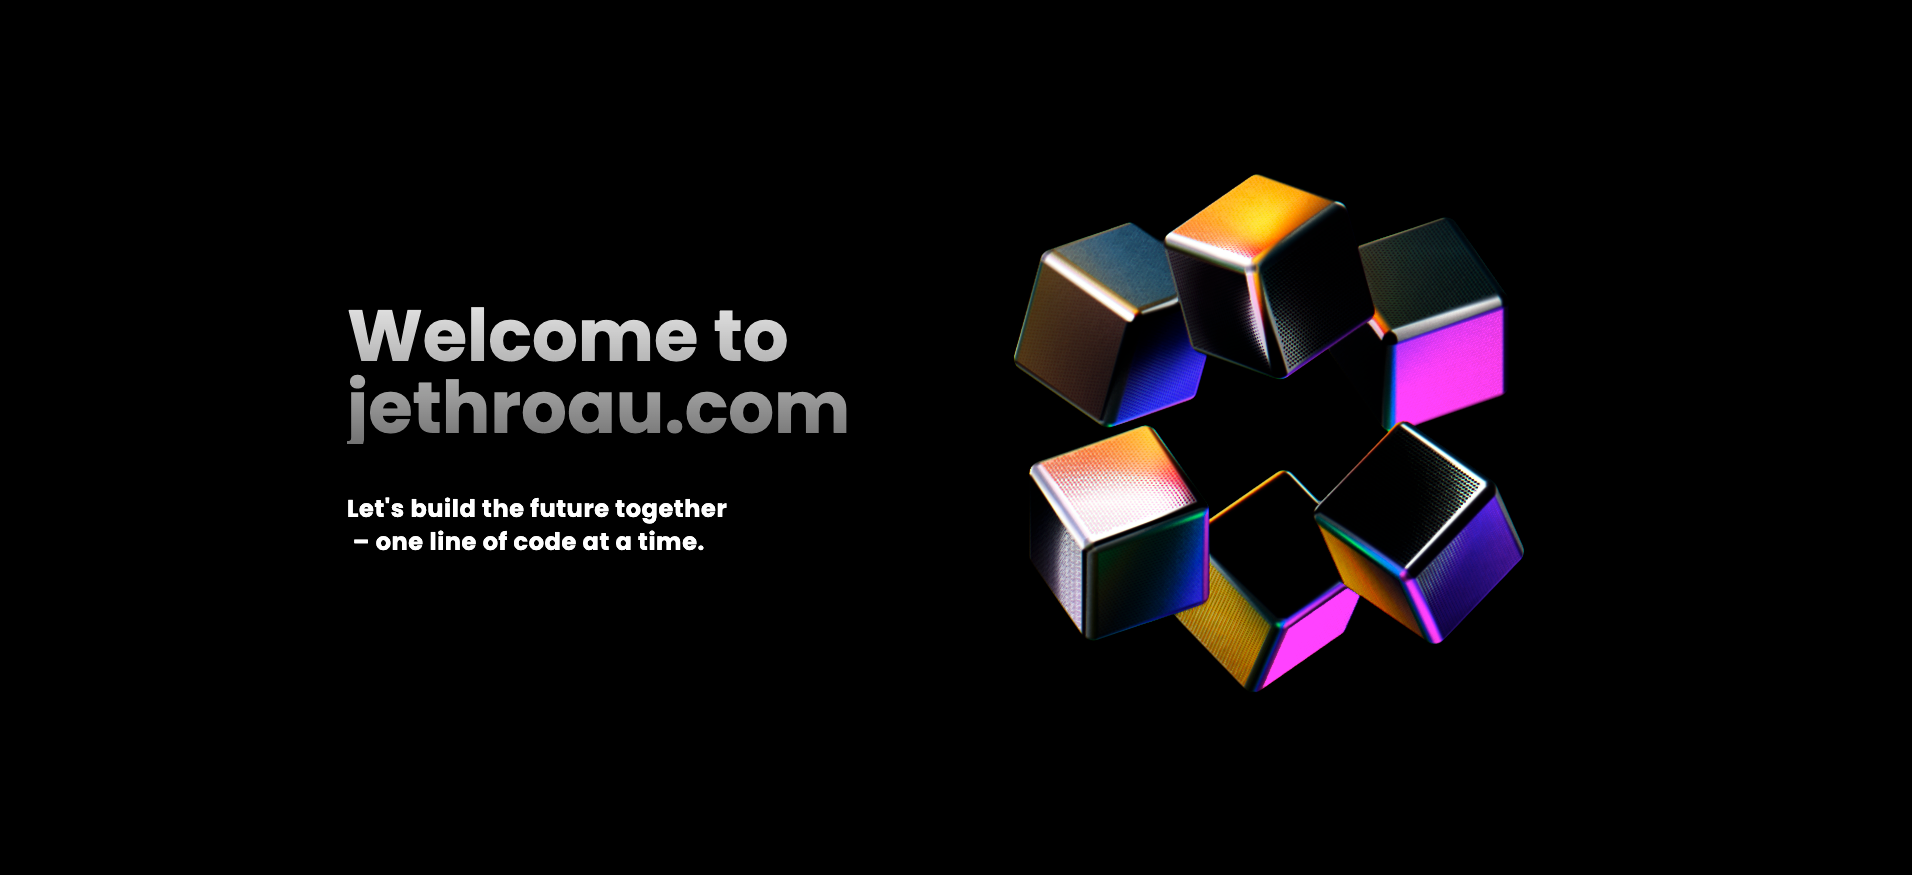 Welcome to
jethroau.com
Let's build the future together
– one line of code at a time.